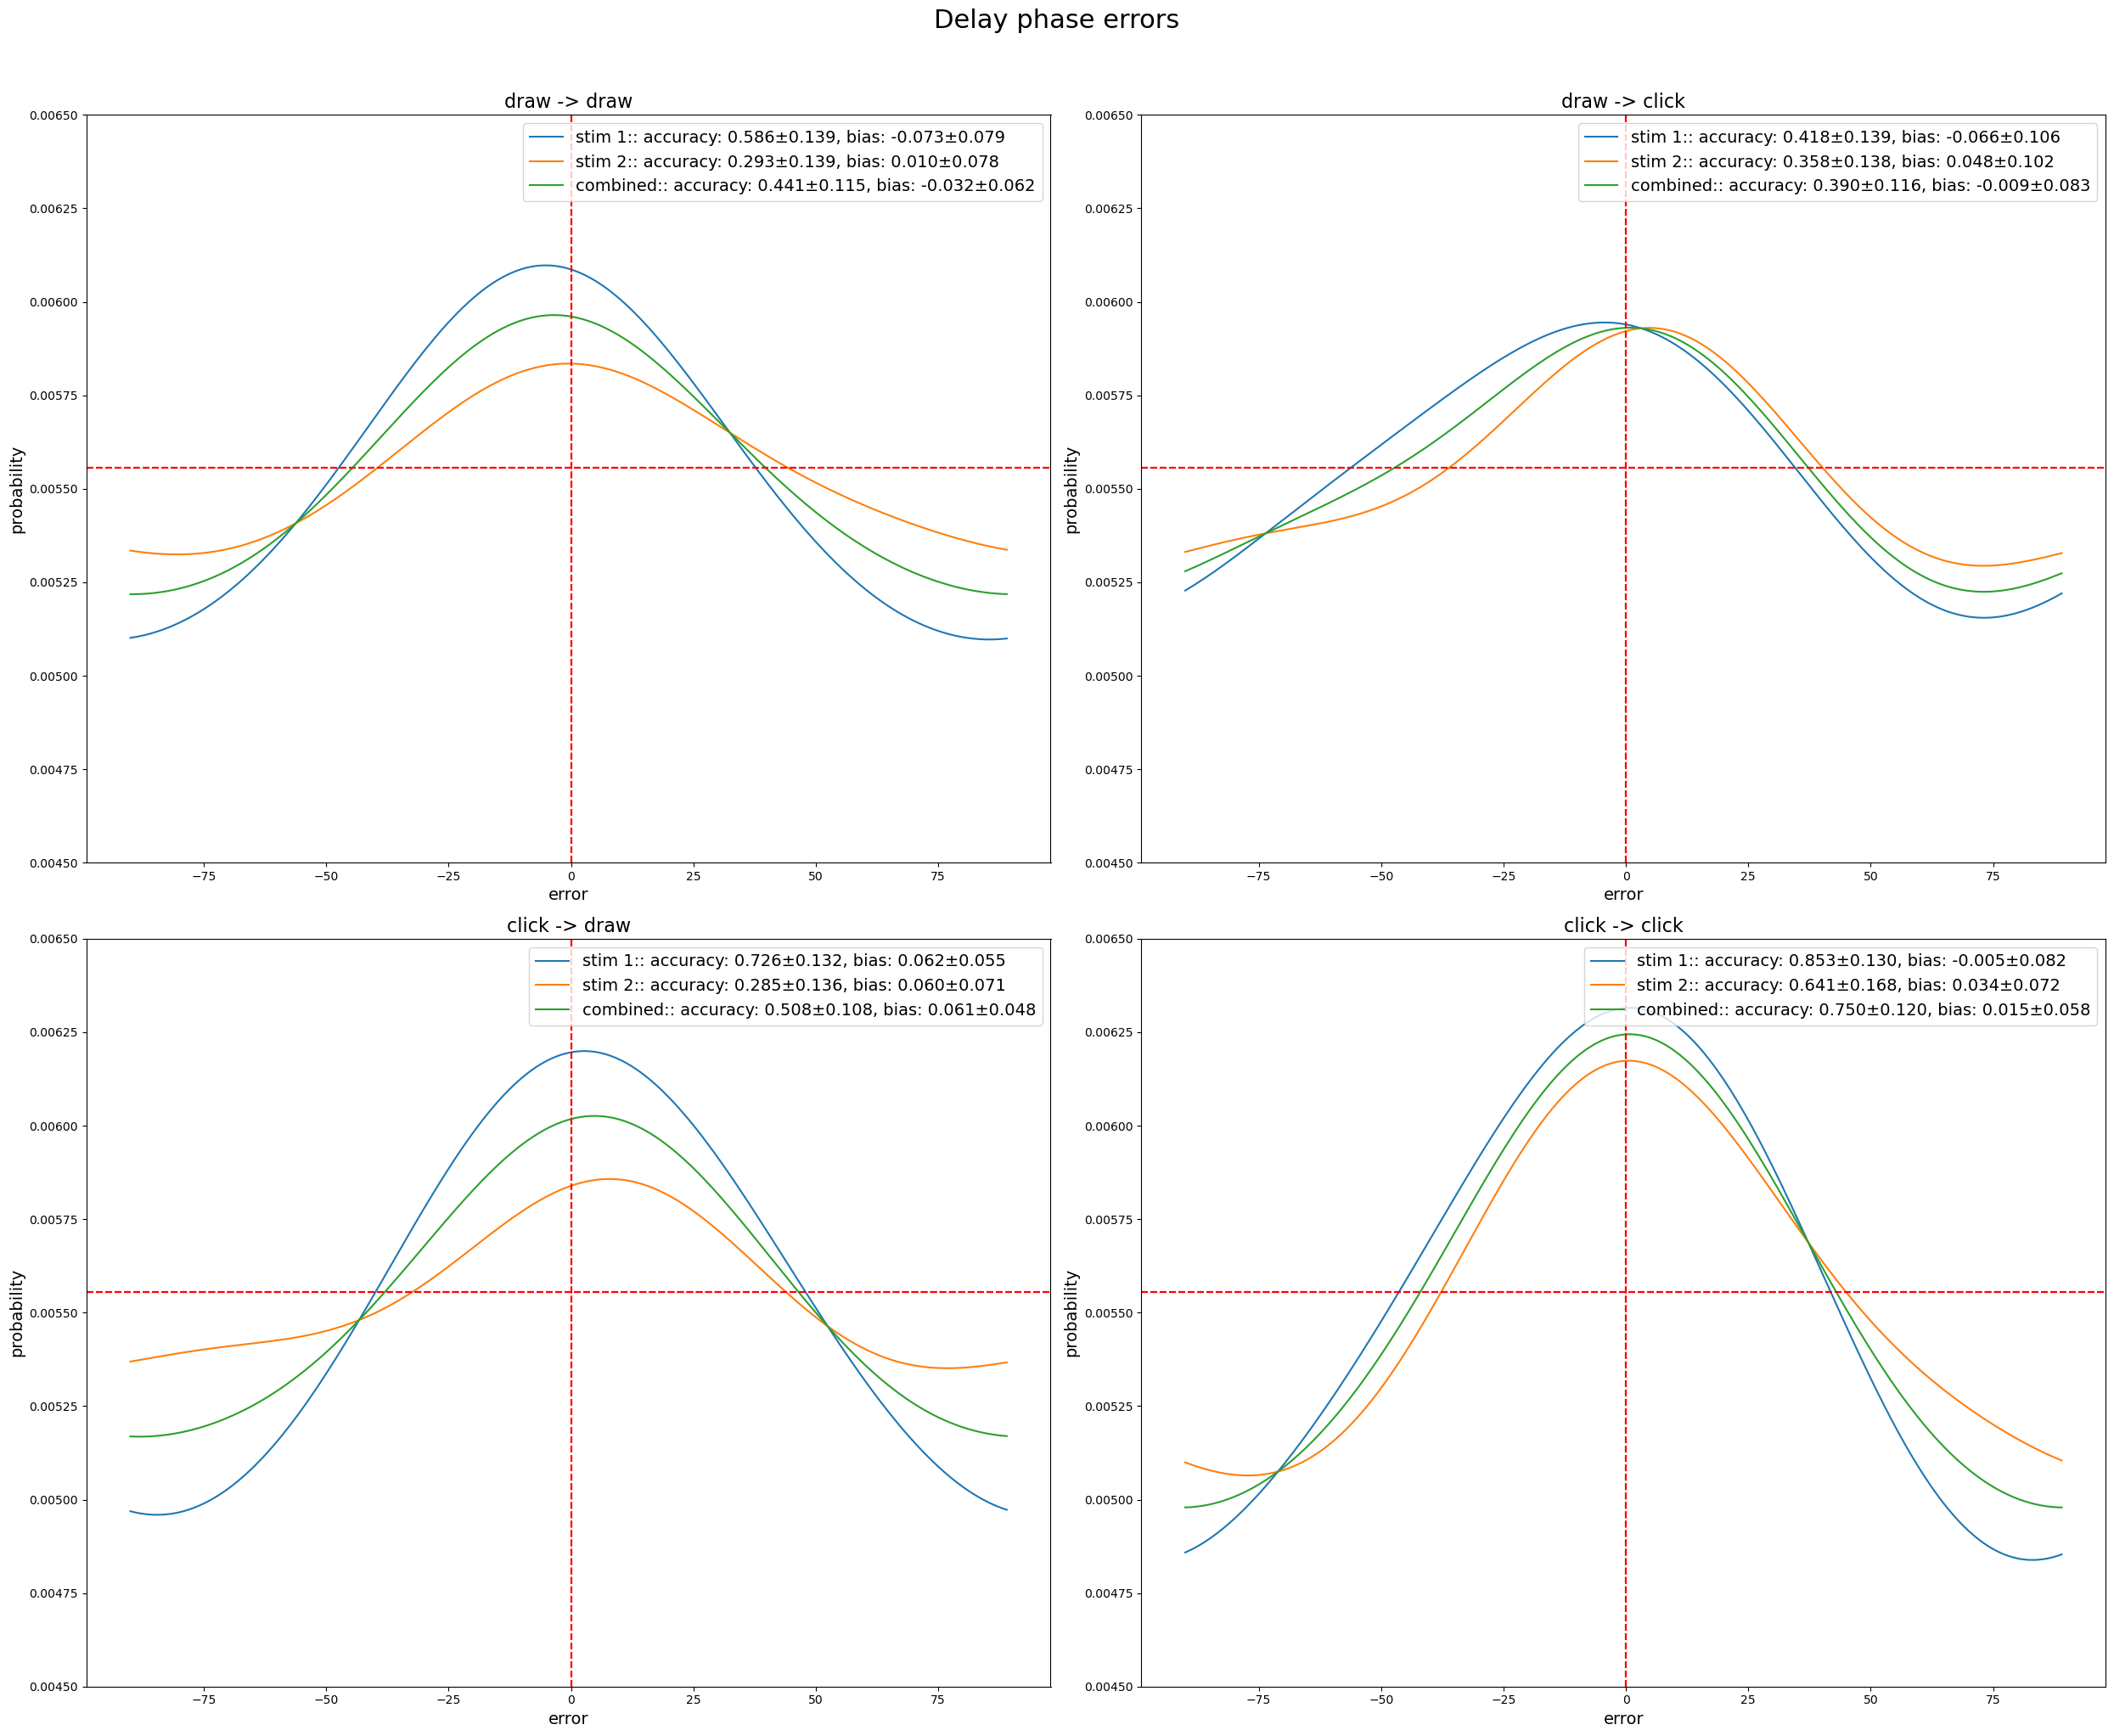 Delay phase errors
draw -> draw
stim 1:: accuracy: 0.586±0.139, bias: -0.073±0.079
stim 2:: accuracy: 0.293±0.139, bias: 0.010±0.078
combined:: accuracy: 0.441±0.115, bias: -0.032±0.062
0.00650
0.00625
0.00600
0.00575
0.00550
0.00525
0.00500
0.00475
0.00450
probability
−75 −50 −25 0 25 50 75
error
draw -> click
stim 1:: accuracy: 0.418±0.139, bias: -0.066±0.106
stim 2:: accuracy: 0.358±0.138, bias: 0.048±0.102
combined:: accuracy: 0.390±0.116, bias: -0.009±0.083
0.00650
0.00625
0.00600
0.00575
0.00550
0.00525
0.00500
0.00475
0.00450
probability
−75 −50 −25 0 25 50 75
error
click -> draw
stim 1:: accuracy: 0.726±0.132, bias: 0.062±0.055
stim 2:: accuracy: 0.285±0.136, bias: 0.060±0.071
combined:: accuracy: 0.508±0.108, bias: 0.061±0.048
0.00650
0.00625
0.00600
0.00575
0.00550
0.00525
0.00500
0.00475
0.00450
probability
−75 −50 −25 0 25 50 75
error
click -> click
stim 1:: accuracy: 0.853±0.130, bias: -0.005±0.082
stim 2:: accuracy: 0.641±0.168, bias: 0.034±0.072
combined:: accuracy: 0.750±0.120, bias: 0.015±0.058
0.00650
0.00625
0.00600
0.00575
0.00550
0.00525
0.00500
0.00475
0.00450
probability
−75 −50 −25 0 25 50 75
error